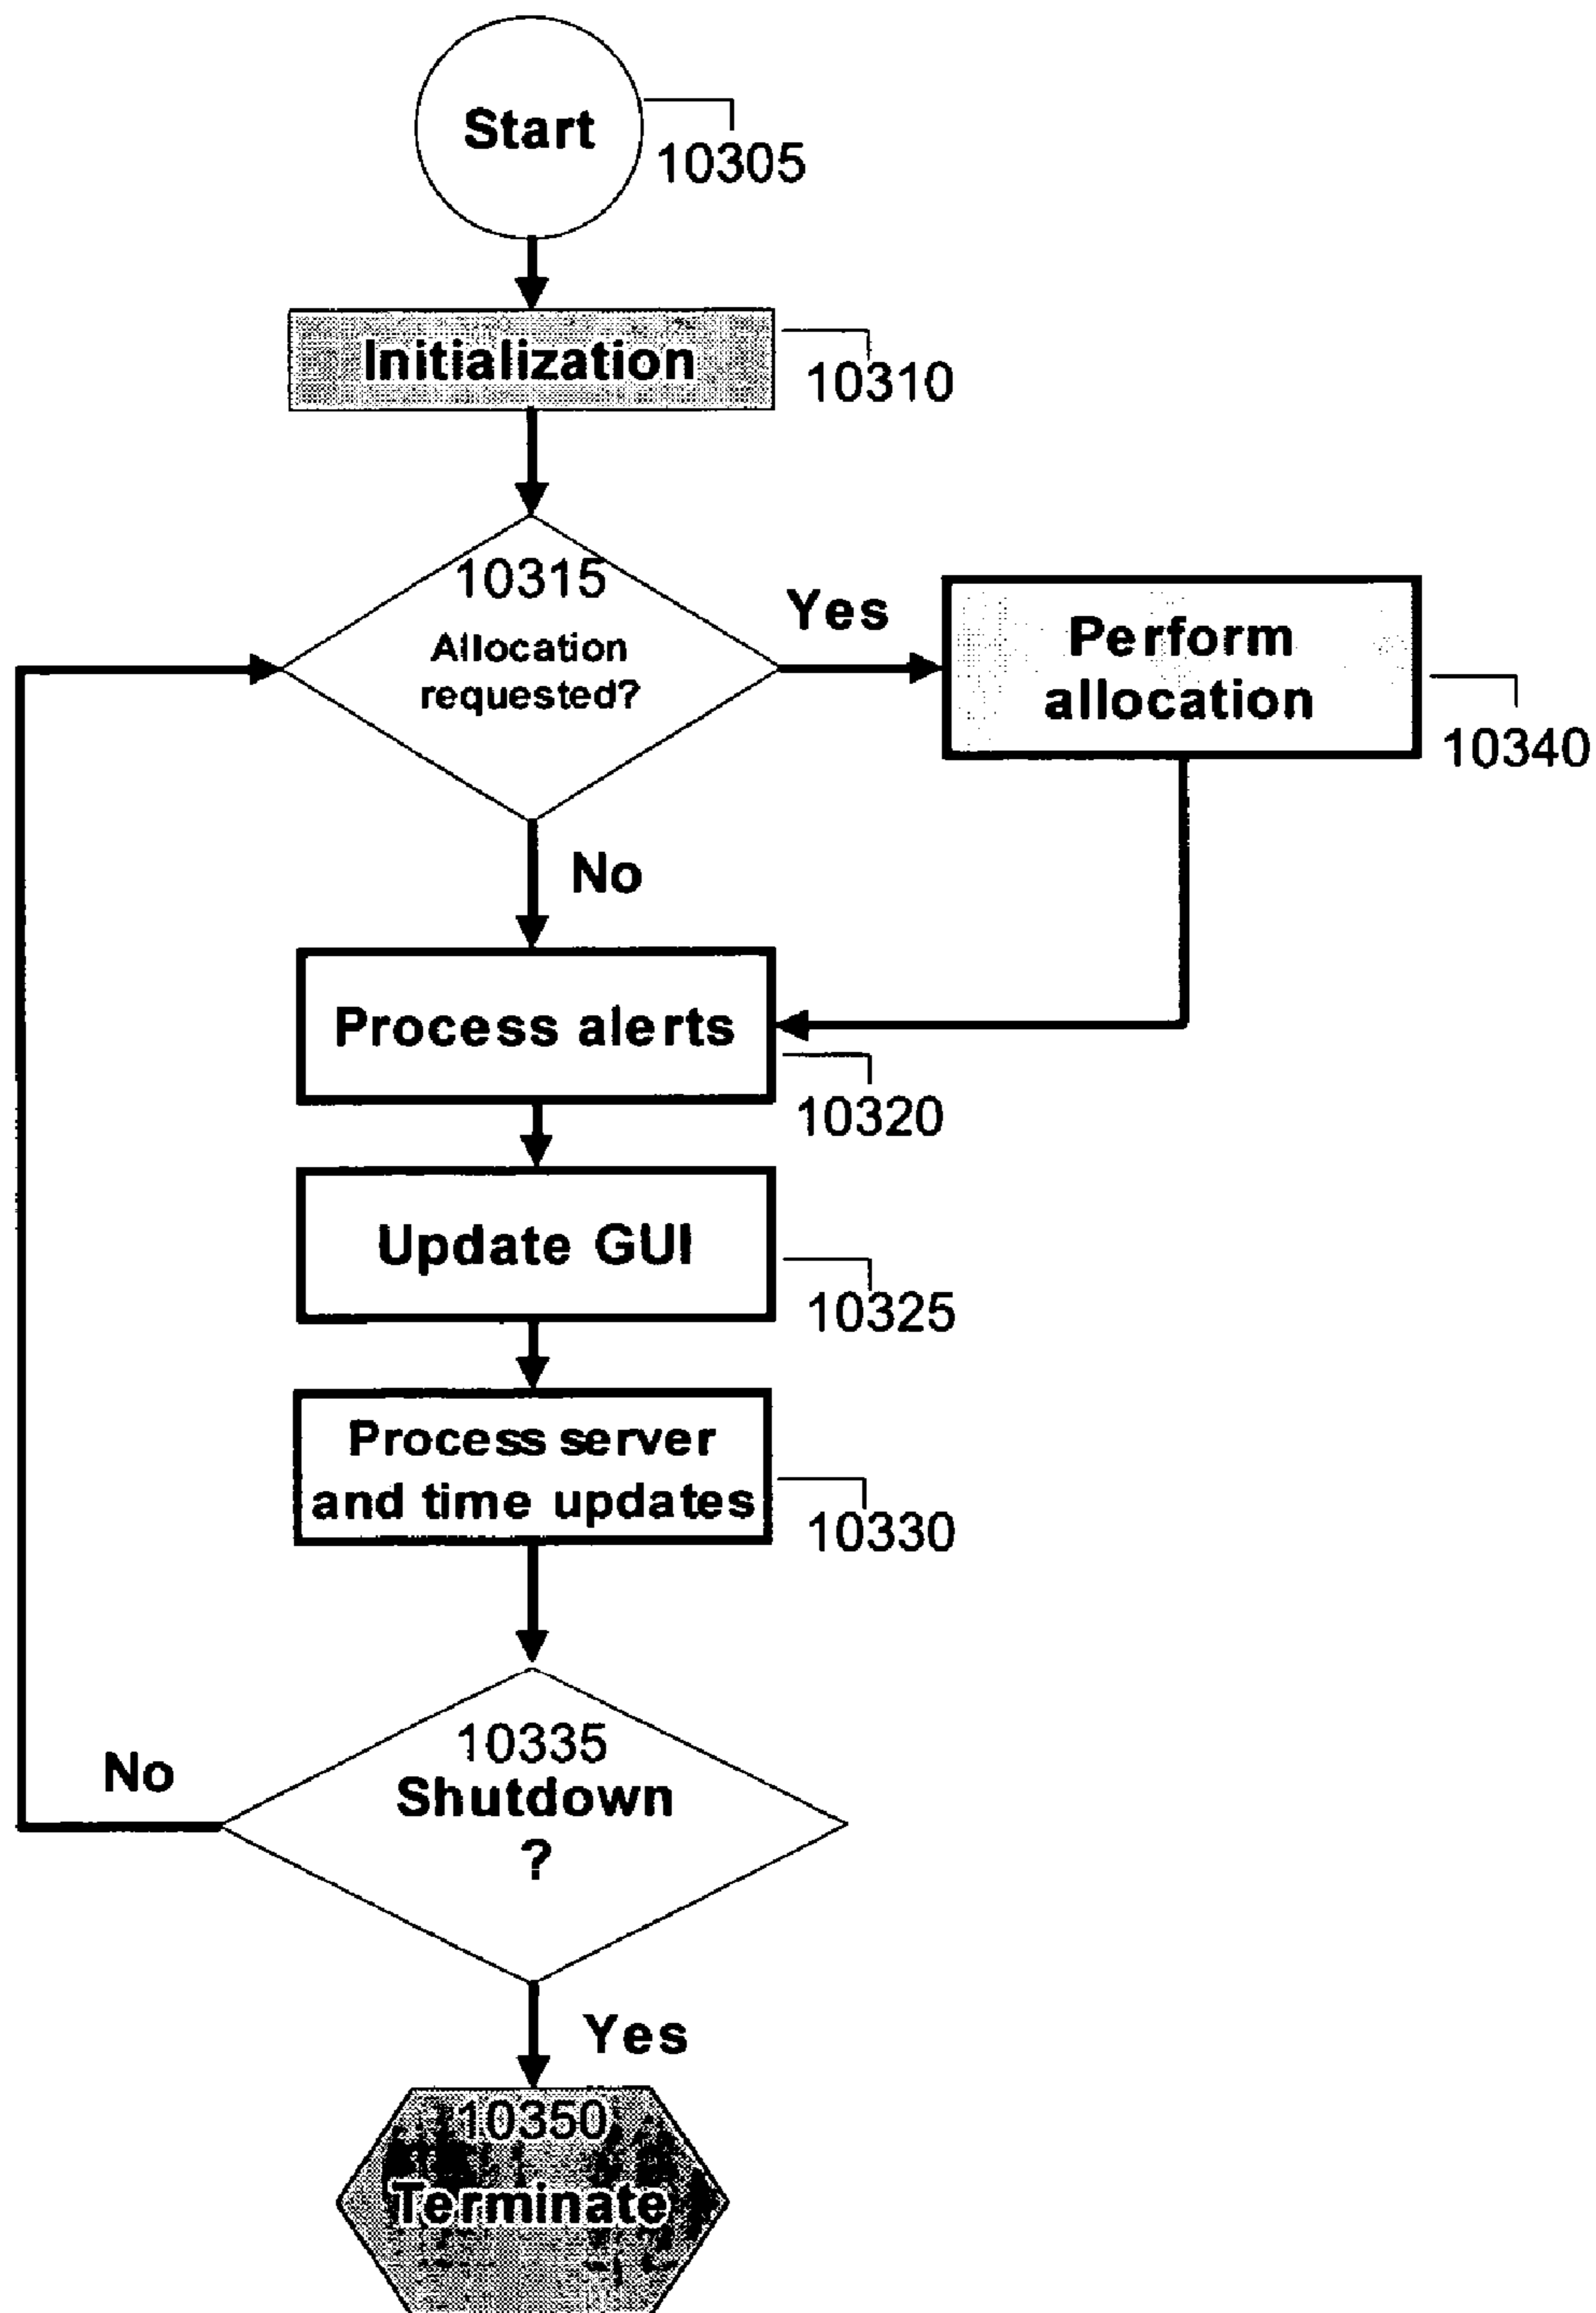 Start
10305
Initialization
10310
10315
Allocation
requested?
Yes
Perform
allocation
10340
No
Process alerts
10320
Update GUI
10325
Process server
and time updates
10330
10335
Shutdown
?
No
Yes
10350
Terminate